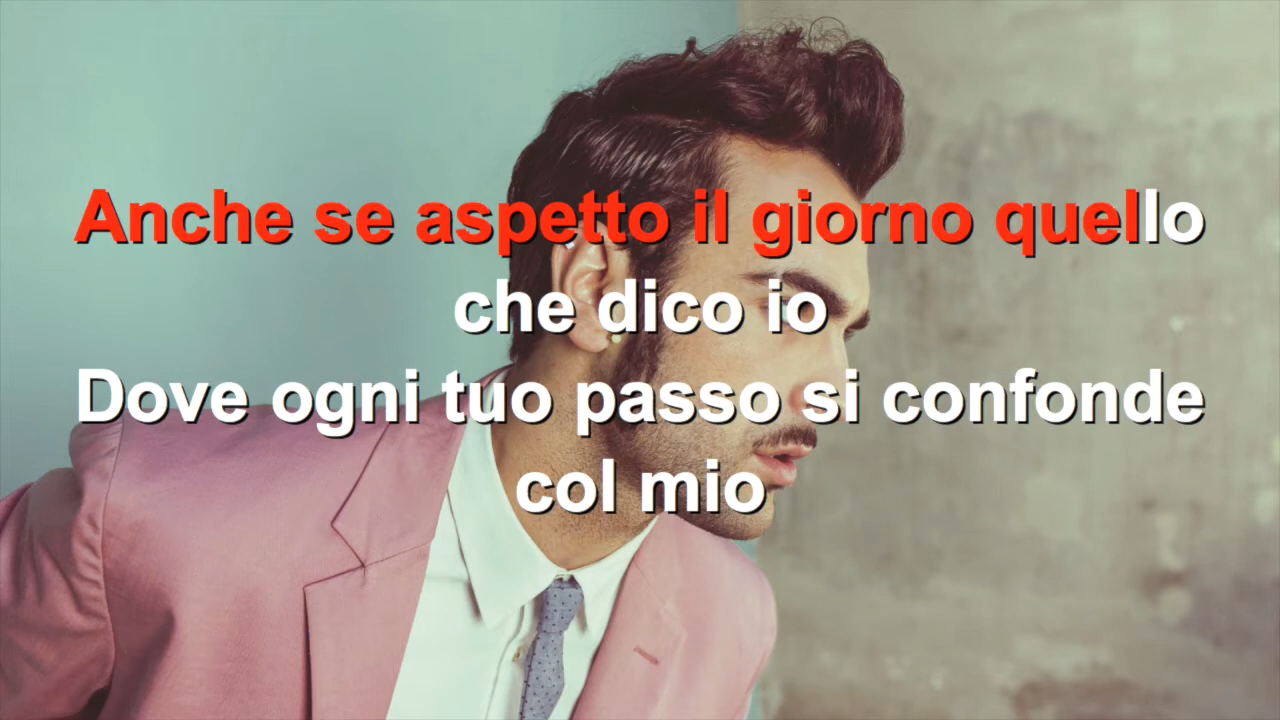 Anche se aspetto il giorno quello
che dico io
Dove ogni tuo passo si confonde
col mio